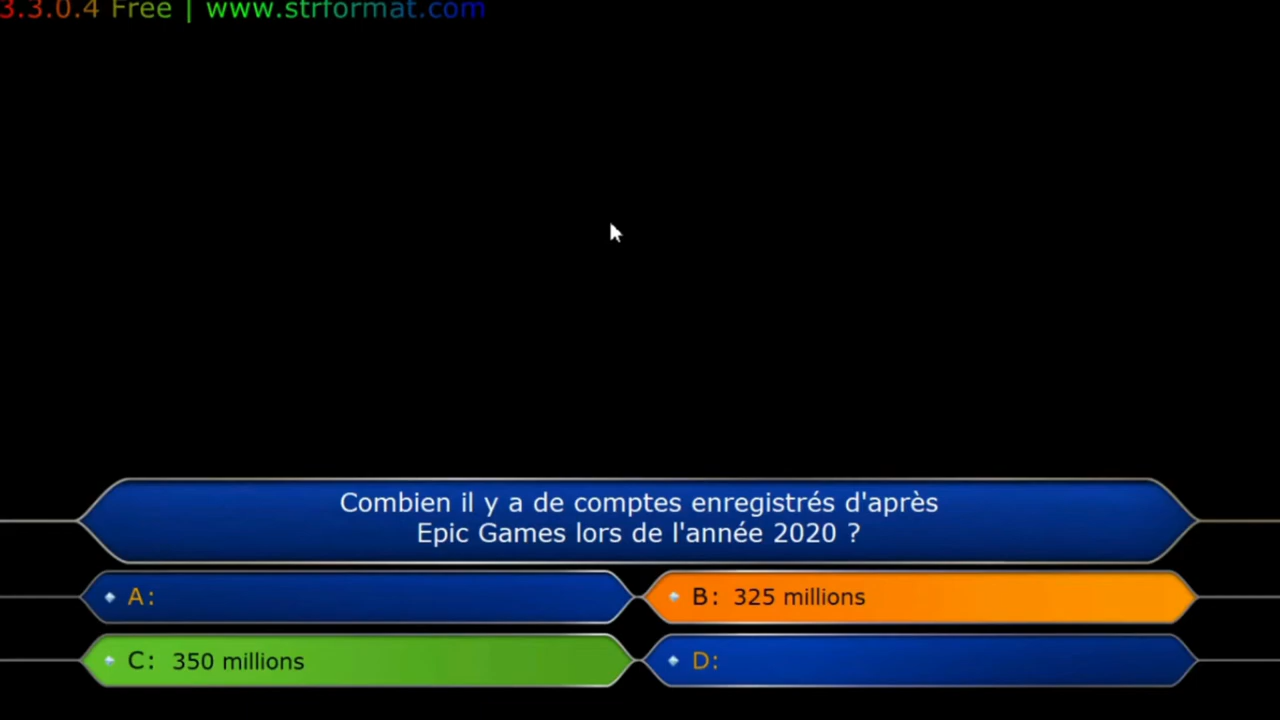 3.3.0.4 Free | www.strformat.com
Combien il y a de comptes enregistrés d'après
Epic Games lors de l'année 2020 ?
A:
B: 325 millions
C: 350 millions
D: